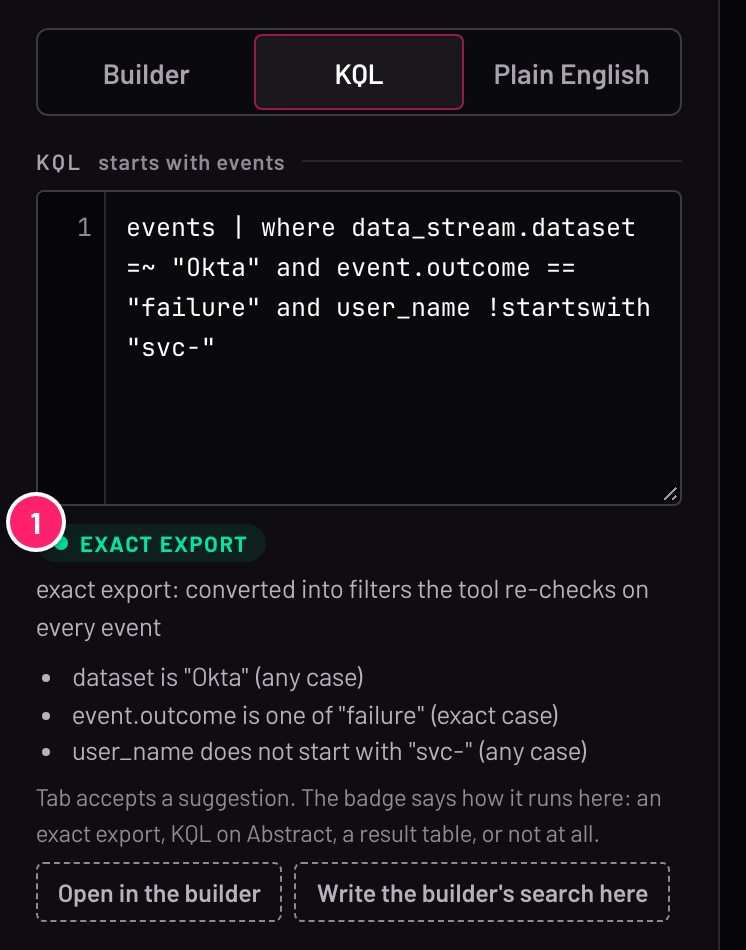 Builder KQL Plain English
KQL starts with events
1 events | where data_stream.dataset
=~ "Okta" and event.outcome ==
"failure" and user_name !startswith
"svc-"
1
EXACT EXPORT
exact export: converted into filters the tool re-checks on
every event
• dataset is "Okta" (any case)
• event.outcome is one of "failure" (exact case)
• user_name does not start with "svc-" (any case)
Tab accepts a suggestion. The badge says how it runs here: an
exact export, KQL on Abstract, a result table, or not at all.
Open in the builder Write the builder's search here